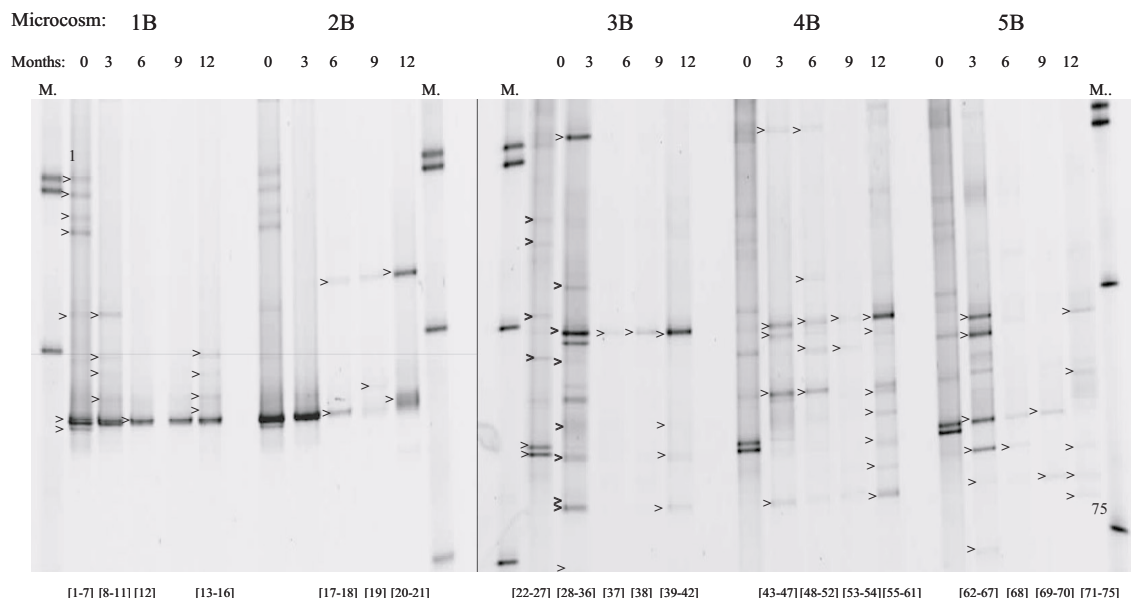 Microcosm: 1B 2B 3B 4B 5B
Months: 0 3 6 9 12 0 3 6 9 12 0 3 6 9 12 0 3 6 9 12 0 3 6 9 12
M. M. M. M..
1
75
[1-7] [8-11] [12] [13-16] [17-18] [19] [20-21] [22-27] [28-36] [37] [38] [39-42] [43-47] [48-52] [53-54] [55-61] [62-67] [68] [69-70] [71-75]